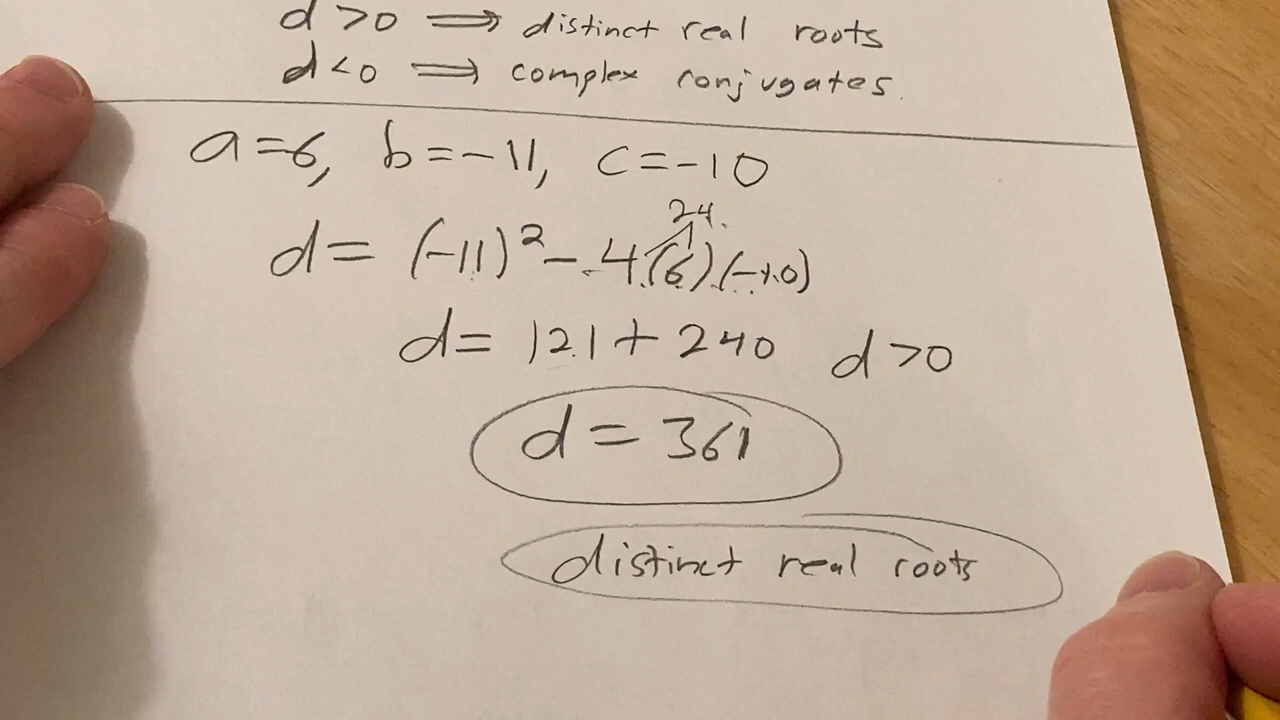 d > 0 ⟹ distinct real roots
d < 0 ⟹ complex conjugates.
a = 6, b = -11, c = -10
24.
d = (-11)² - 4(6)(-10)
d = 121 + 240 d > 0
d = 361
distinct real roots